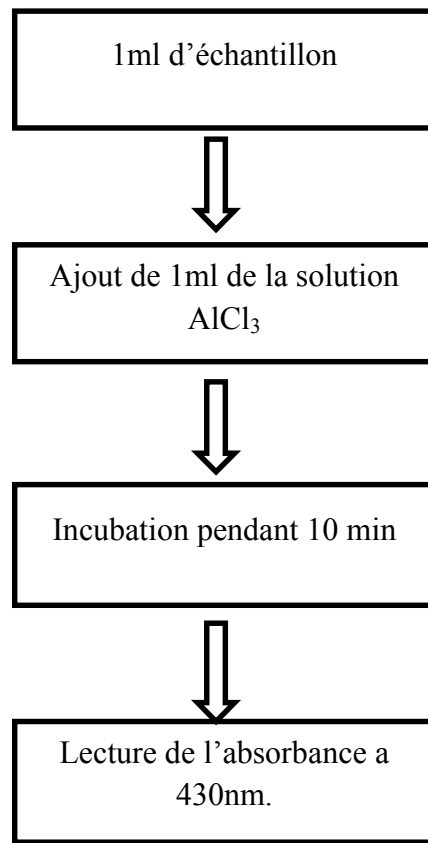 1ml d’échantillon
Ajout de 1ml de la solution
AlCl₃
Incubation pendant 10 min
Lecture de l’absorbance a
430nm.